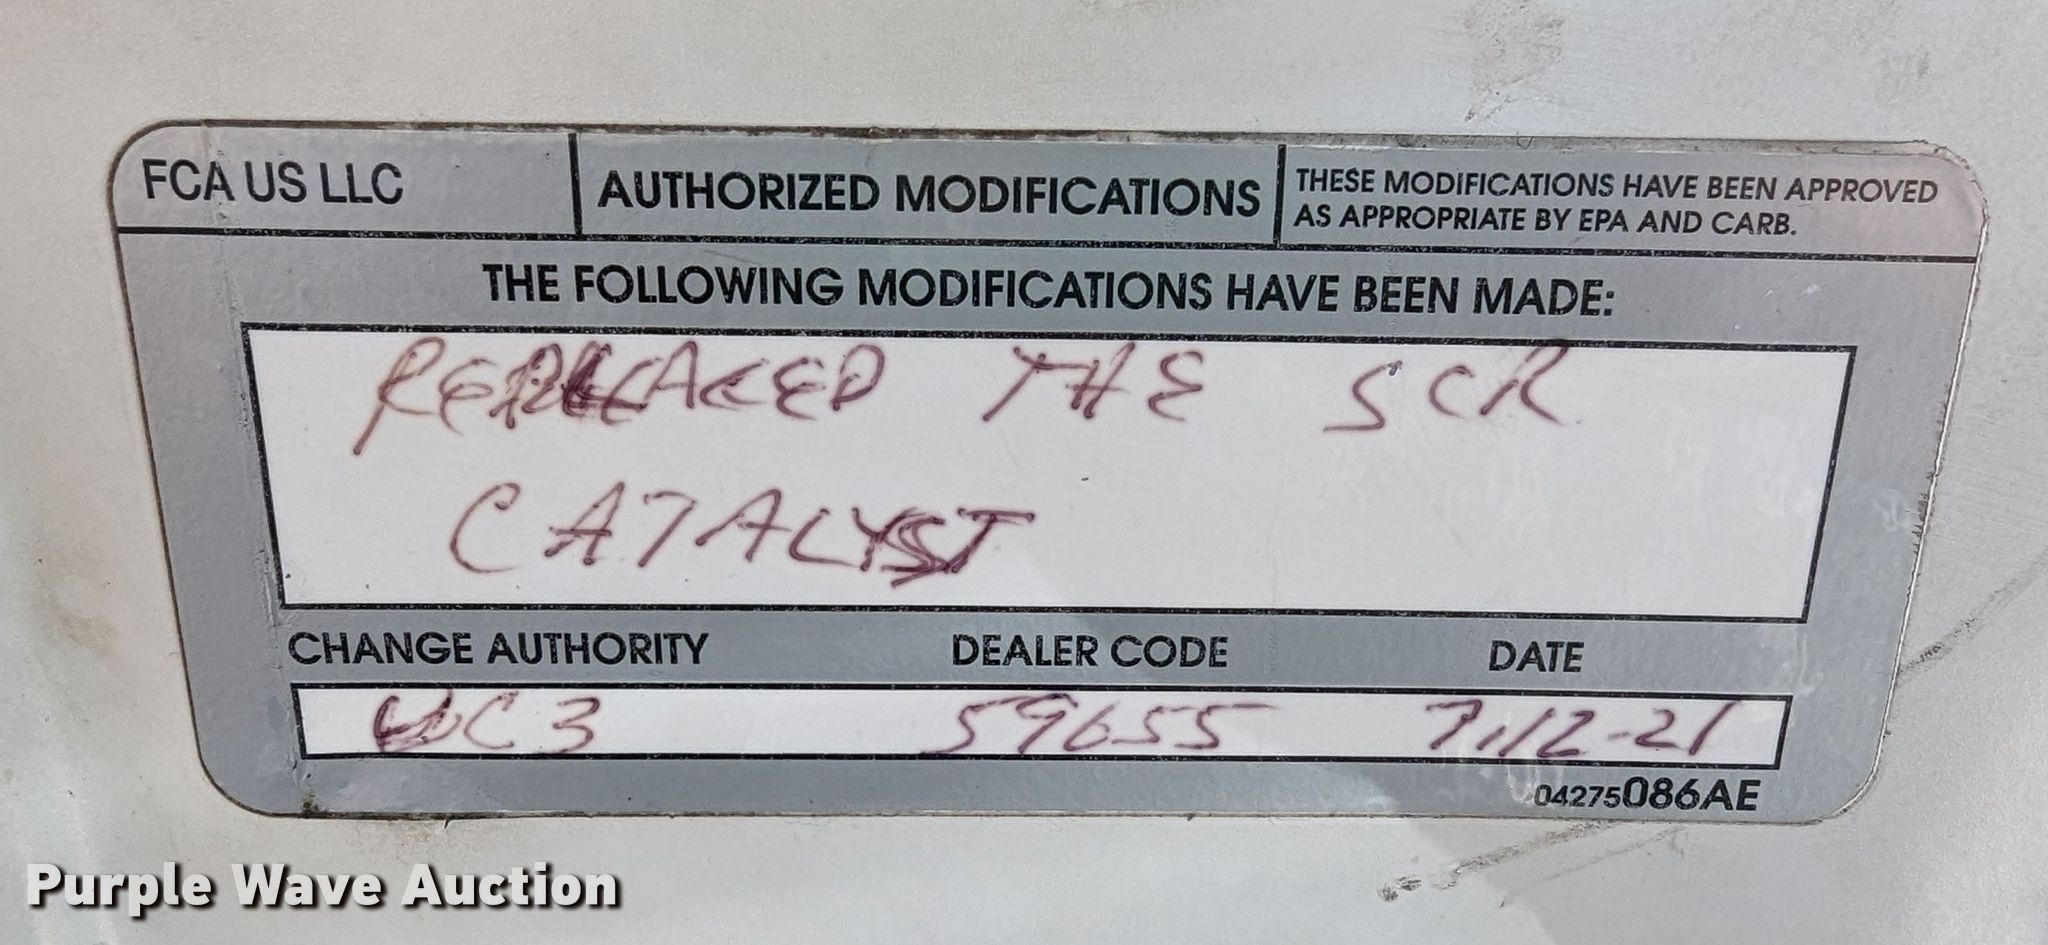 FCA US LLC
AUTHORIZED MODIFICATIONS
THESE MODIFICATIONS HAVE BEEN APPROVED
AS APPROPRIATE BY EPA AND CARB.
THE FOLLOWING MODIFICATIONS HAVE BEEN MADE:
REPLACED THE SCR
CATALYST
CHANGE AUTHORITY DEALER CODE DATE
59655 7-12-21
04275086AE
Purple Wave Auction